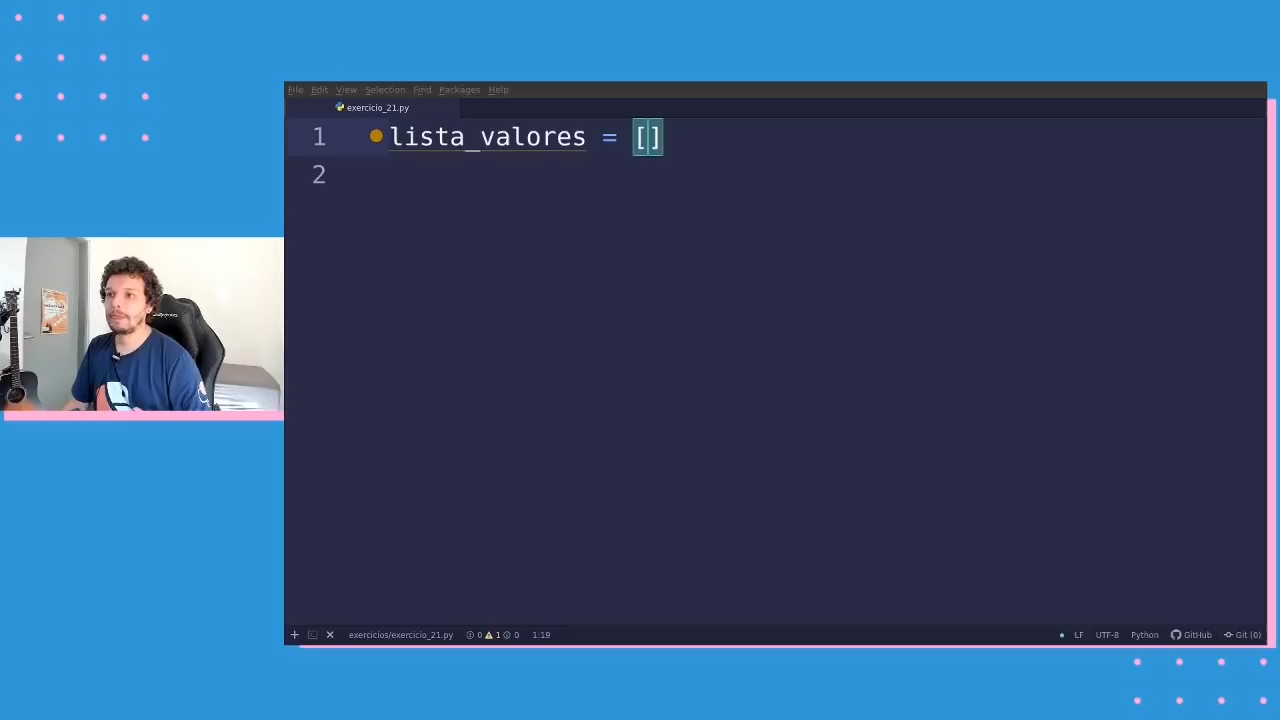 File Edit View Selection Find Packages Help
exercicio_21.py
1 lista_valores = []
2
exercicios/exercicio_21.py 0 1 0 1:19 LF UTF-8 Python GitHub Git (0)